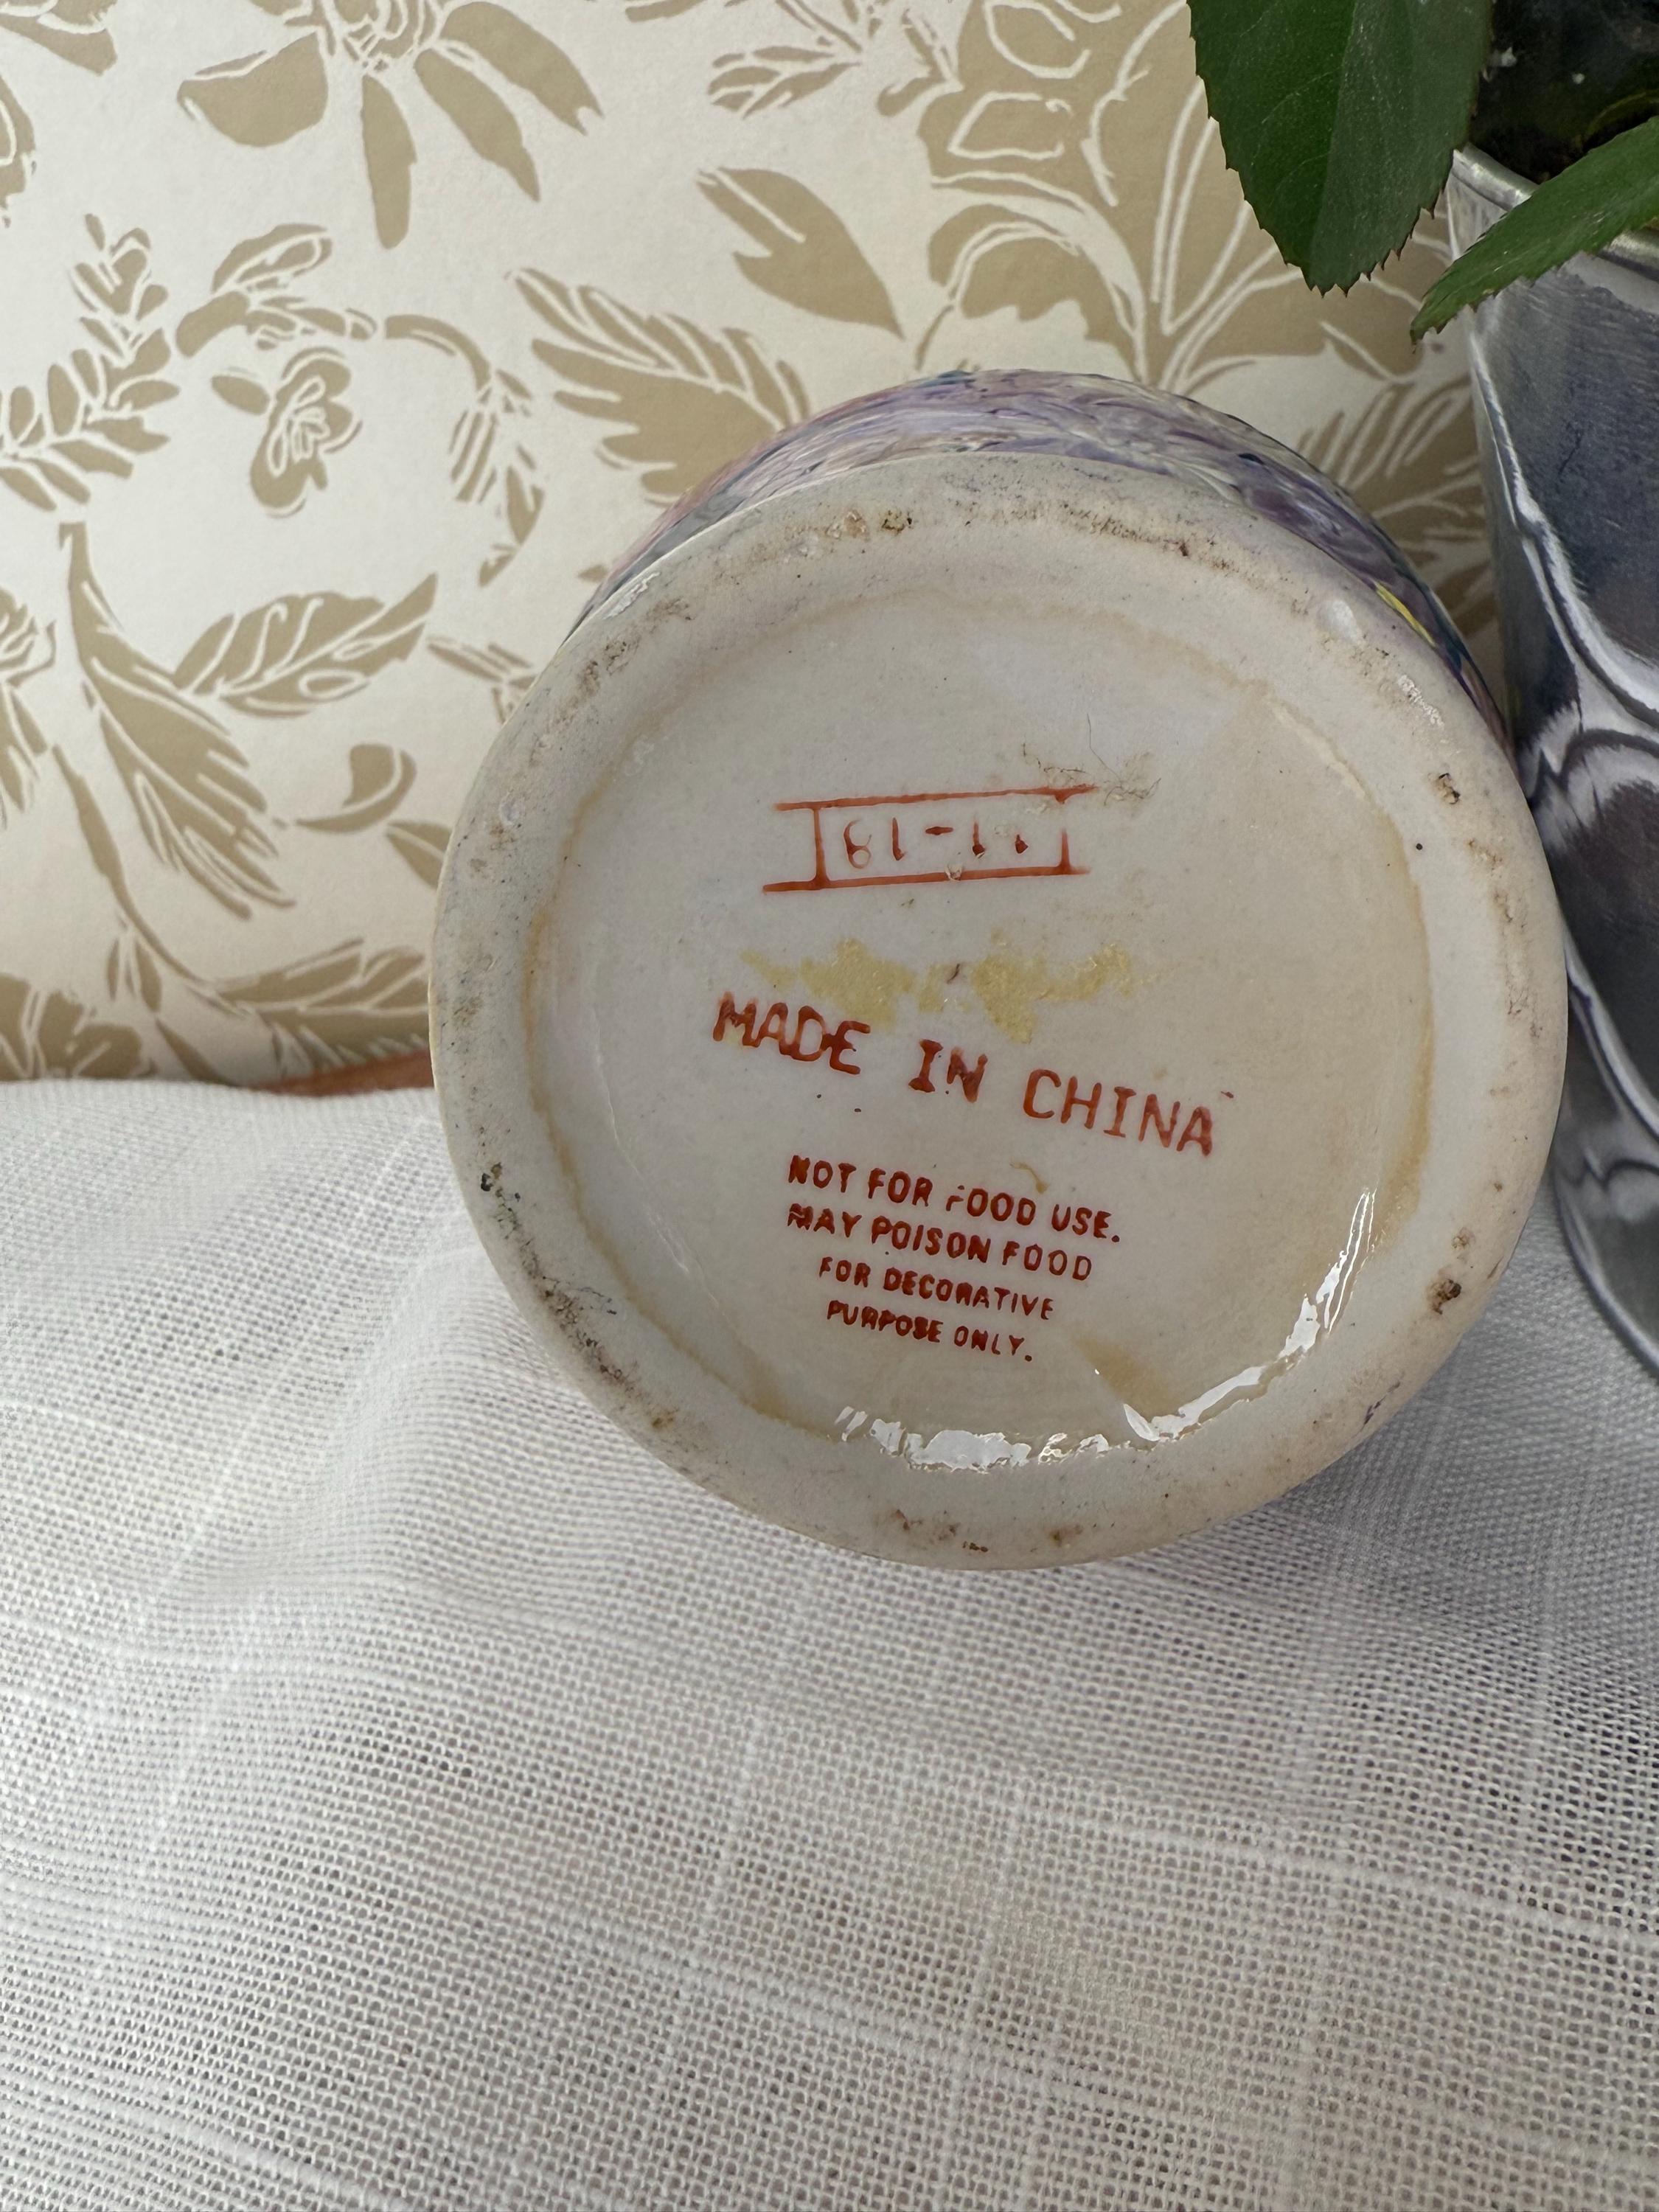 MADE IN CHINA
NOT FOR FOOD USE.
MAY POISON FOOD
FOR DECORATIVE
PURPOSE ONLY.